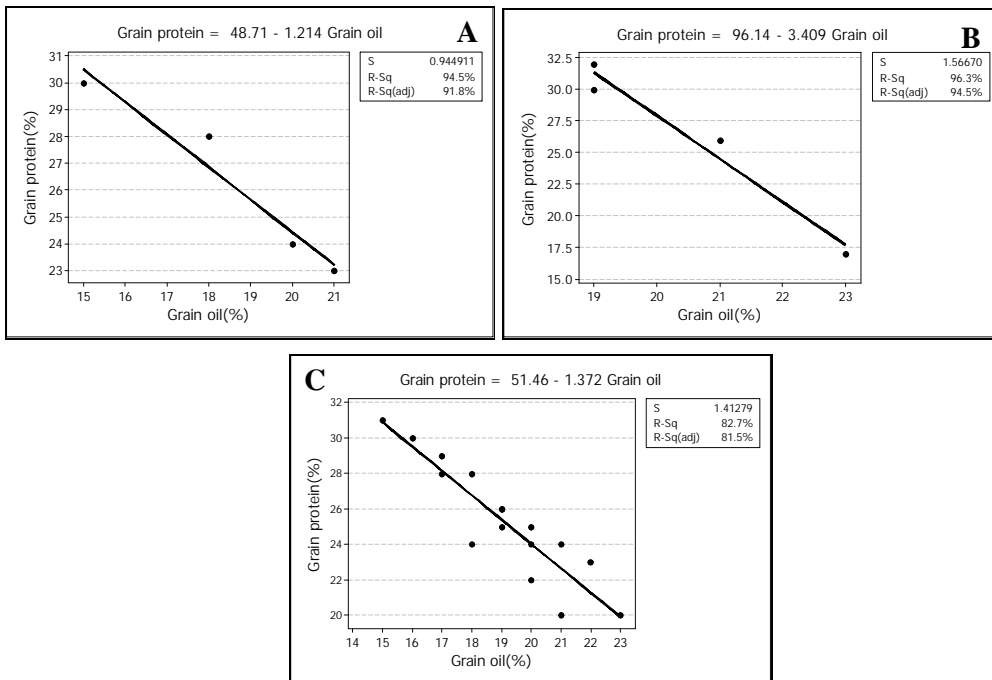 Grain protein = 48.71 - 1.214 Grain oil
A
S 0.944911
R-Sq 94.5%
R-Sq(adj) 91.8%
Grain protein(%)
31
30
29
28
27
26
25
24
23
15 16 17 18 19 20 21
Grain oil(%)
Grain protein = 96.14 - 3.409 Grain oil
B
S 1.56670
R-Sq 96.3%
R-Sq(adj) 94.5%
Grain protein(%)
32.5
30.0
27.5
25.0
22.5
20.0
17.5
15.0
19 20 21 22 23
Grain oil(%)
C
Grain protein = 51.46 - 1.372 Grain oil
S 1.41279
R-Sq 82.7%
R-Sq(adj) 81.5%
Grain protein(%)
32
30
28
26
24
22
20
14 15 16 17 18 19 20 21 22 23
Grain oil(%)